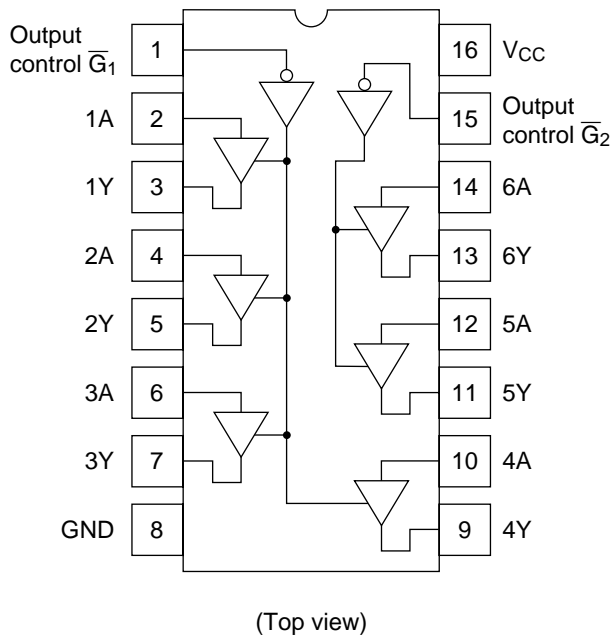 Output
control G̅1
1
16
VCC
1A
2
15
Output
control G̅2
1Y
3
14
6A
2A
4
13
6Y
2Y
5
12
5A
3A
6
11
5Y
3Y
7
10
4A
GND
8
9
4Y
(Top view)